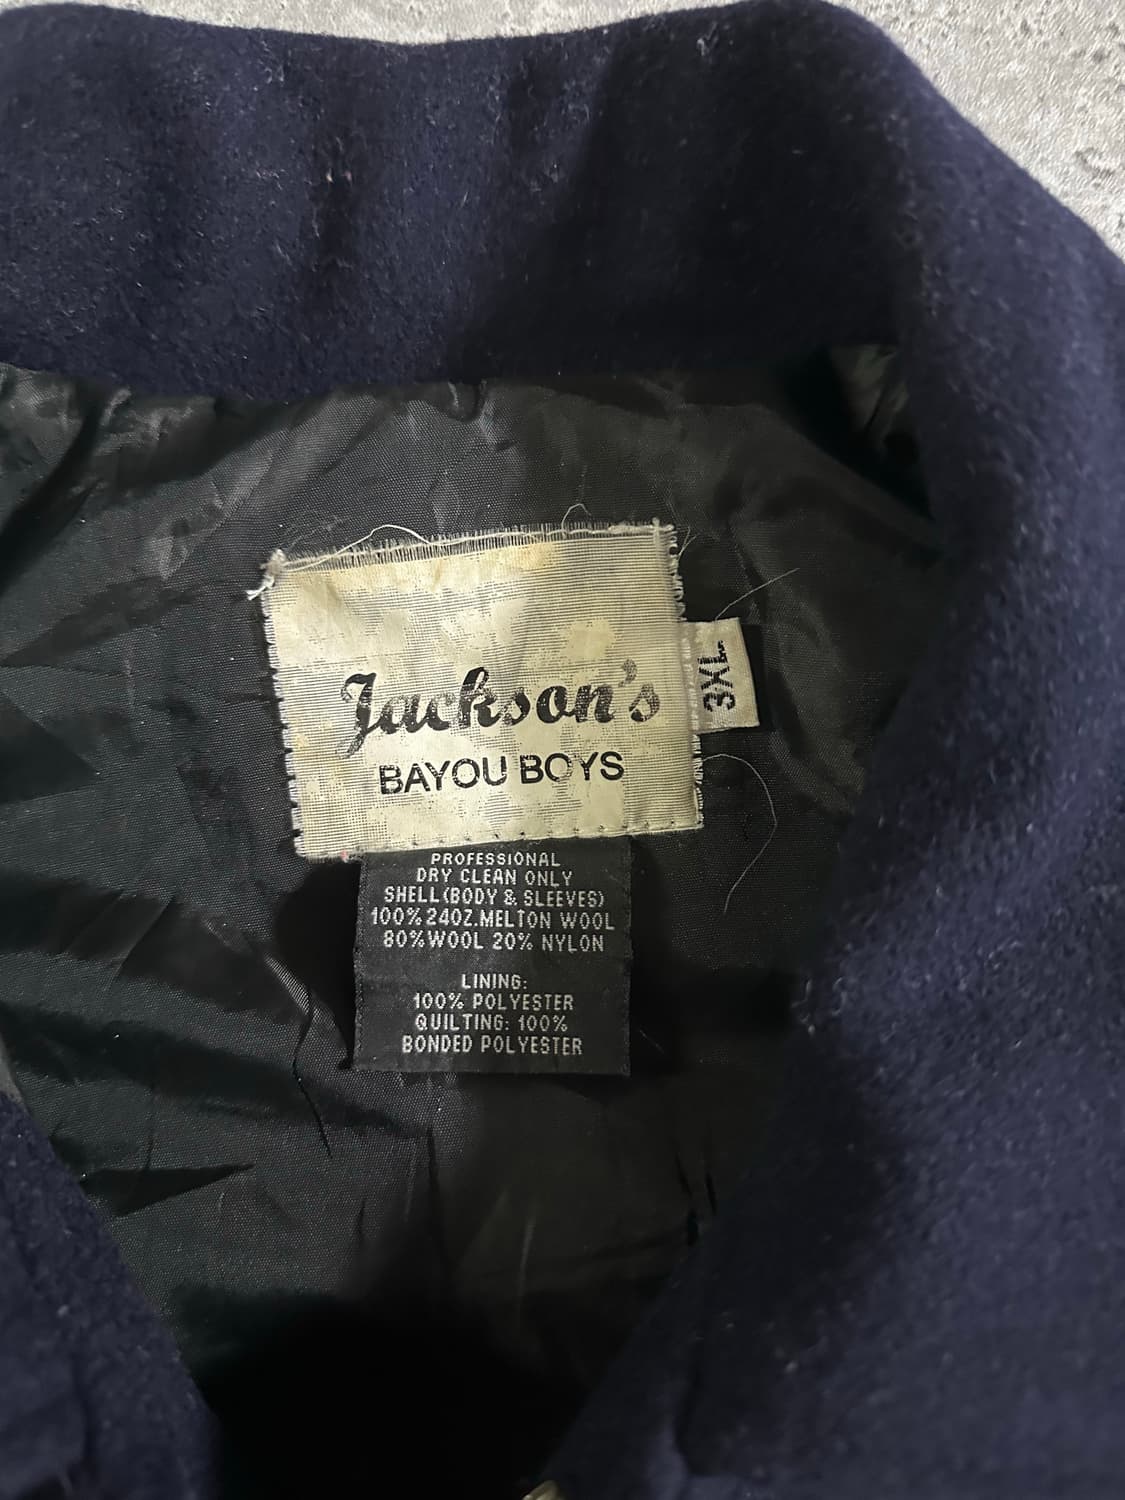 Jackson's
BAYOU BOYS
3XL
PROFESSIONAL
DRY CLEAN ONLY
SHELL(BODY & SLEEVES)
100%24OZ.MELTON WOOL
80%WOOL 20% NYLON
LINING:
100% POLYESTER
QUILTING: 100%
BONDED POLYESTER